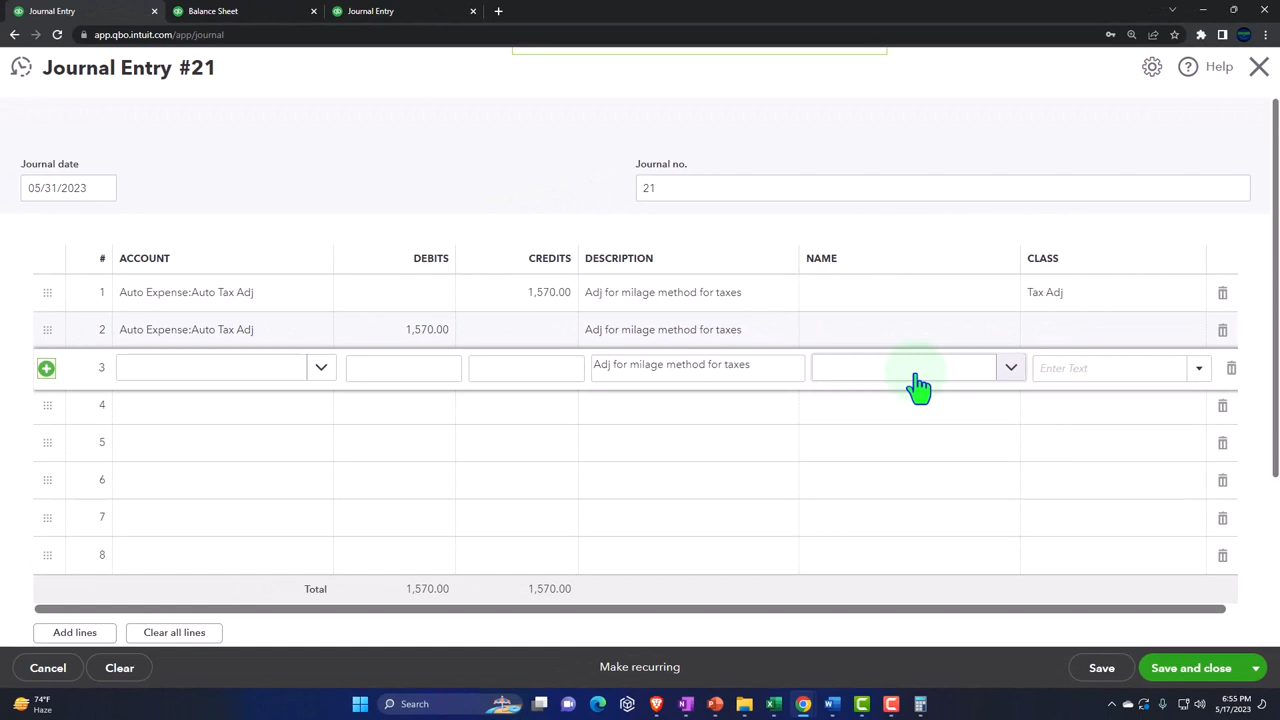 Journal Entry
Balance Sheet
Journal Entry
app.qbo.intuit.com/app/journal
Journal Entry #21
Help
Journal date
Journal no.
05/31/2023
21
# ACCOUNT DEBITS CREDITS DESCRIPTION NAME CLASS
1 Auto Expense:Auto Tax Adj 1,570.00 Adj for milage method for taxes Tax Adj
2 Auto Expense:Auto Tax Adj 1,570.00 Adj for milage method for taxes
3 Adj for milage method for taxes Enter Text
4
5
6
7
8
Total 1,570.00 1,570.00
Add lines Clear all lines
Cancel Clear Make recurring Save Save and close
74°F
Haze
Search
6:55 PM
5/17/2023